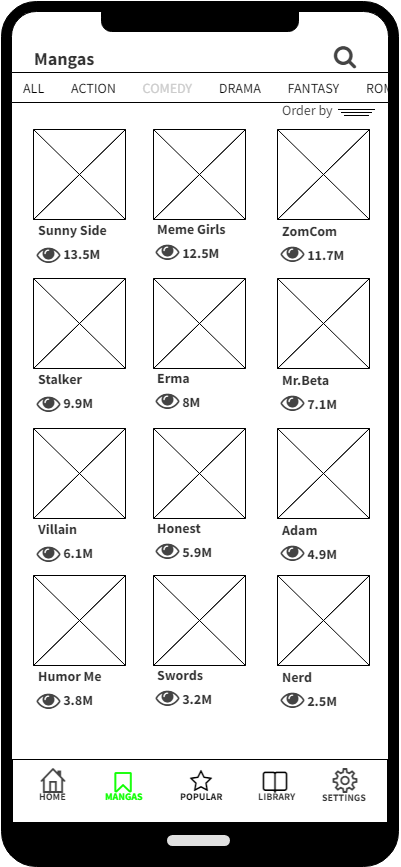 Mangas
ALL ACTION COMEDY DRAMA FANTASY ROM
Order by
Sunny Side Meme Girls ZomCom
13.5M 12.5M 11.7M
Stalker Erma Mr.Beta
9.9M 8M 7.1M
Villain Honest Adam
6.1M 5.9M 4.9M
Humor Me Swords Nerd
3.8M 3.2M 2.5M
HOME MANGAS POPULAR LIBRARY SETTINGS